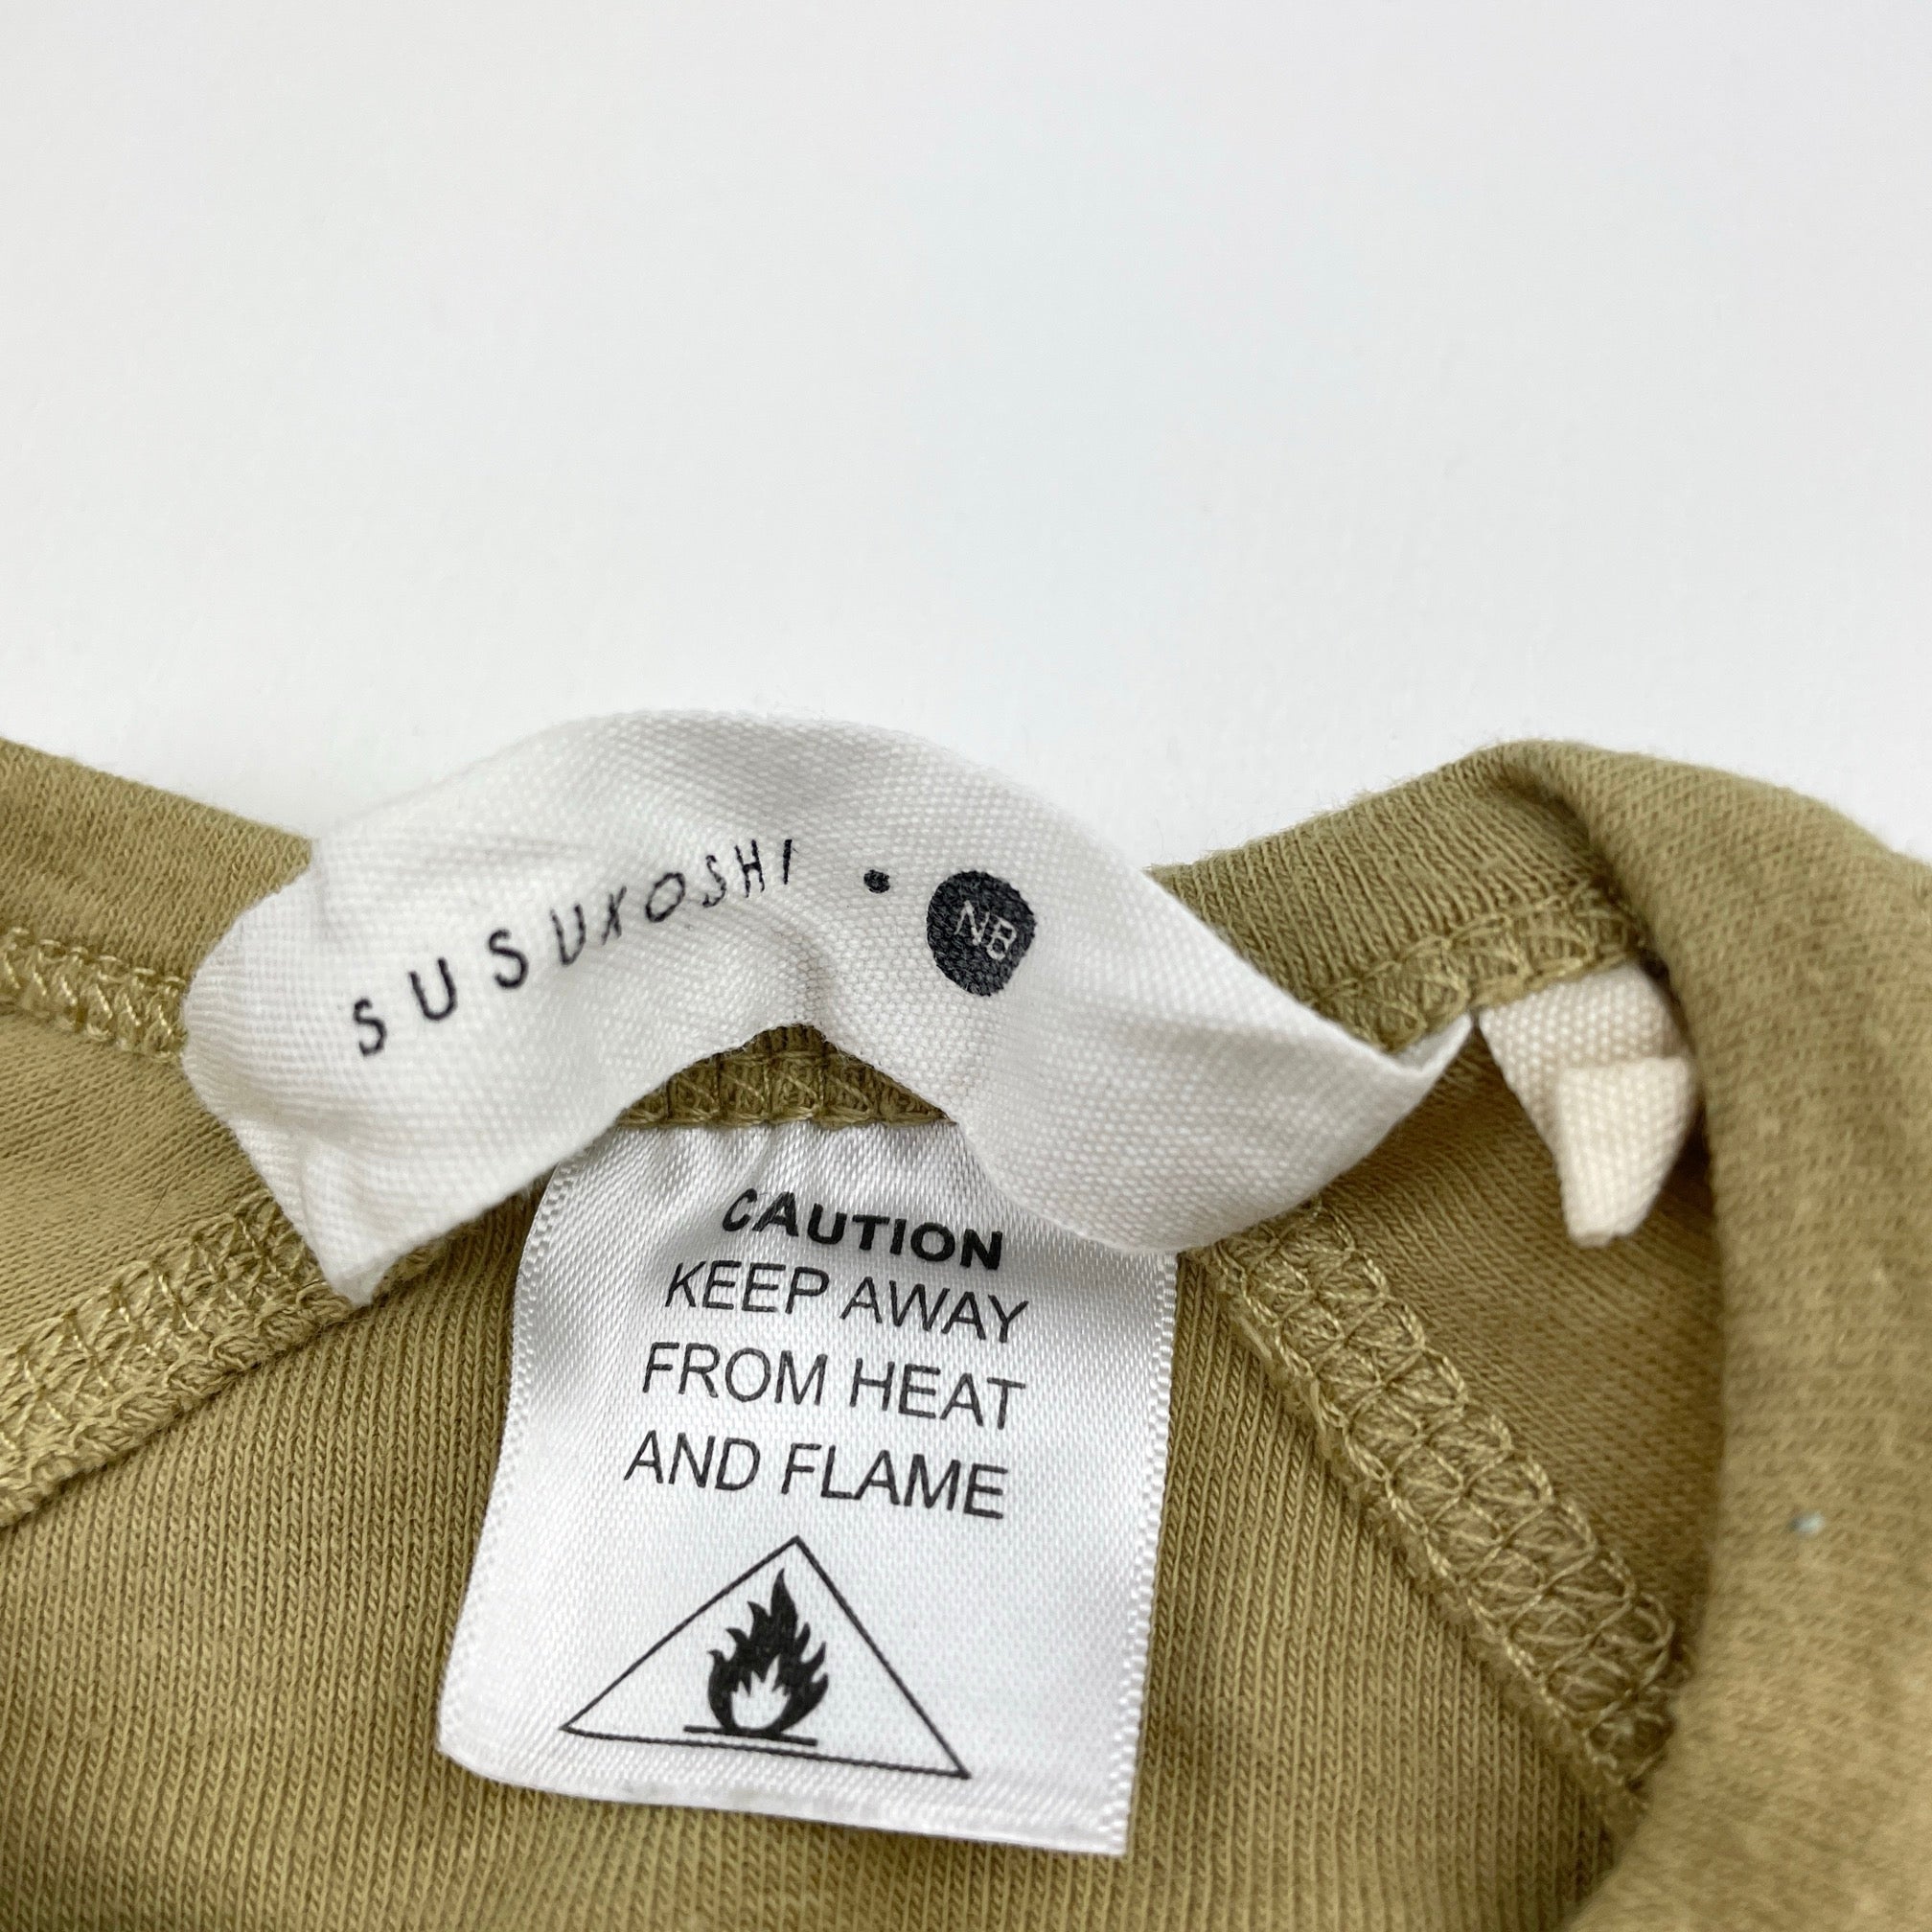 SUSUKOSHI • NB
CAUTION
KEEP AWAY
FROM HEAT
AND FLAME